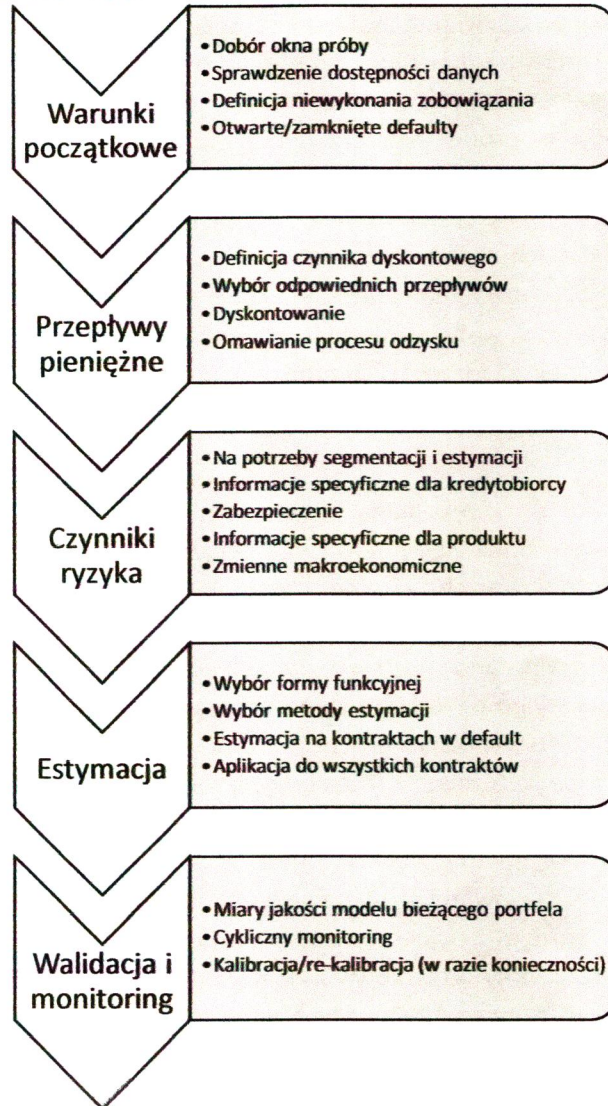 Warunki
początkowe
•Dobór okna próby
•Sprawdzenie dostępności danych
•Definicja niewykonania zobowiązania
•Otwarte/zamknięte defaulty
Przepływy
pieniężne
•Definicja czynnika dyskontowego
•Wybór odpowiednich przepływów
•Dyskontowanie
•Omawianie procesu odzysku
Czynniki
ryzyka
•Na potrzeby segmentacji i estymacji
•Informacje specyficzne dla kredytobiorcy
•Zabezpieczenie
•Informacje specyficzne dla produktu
•Zmienne makroekonomiczne
Estymacja
•Wybór formy funkcyjnej
•Wybór metody estymacji
•Estymacja na kontraktach w default
•Aplikacja do wszystkich kontraktów
Walidacja i
monitoring
•Miary jakości modelu bieżącego portfela
•Cykliczny monitoring
•Kalibracja/re-kalibracja (w razie konieczności)